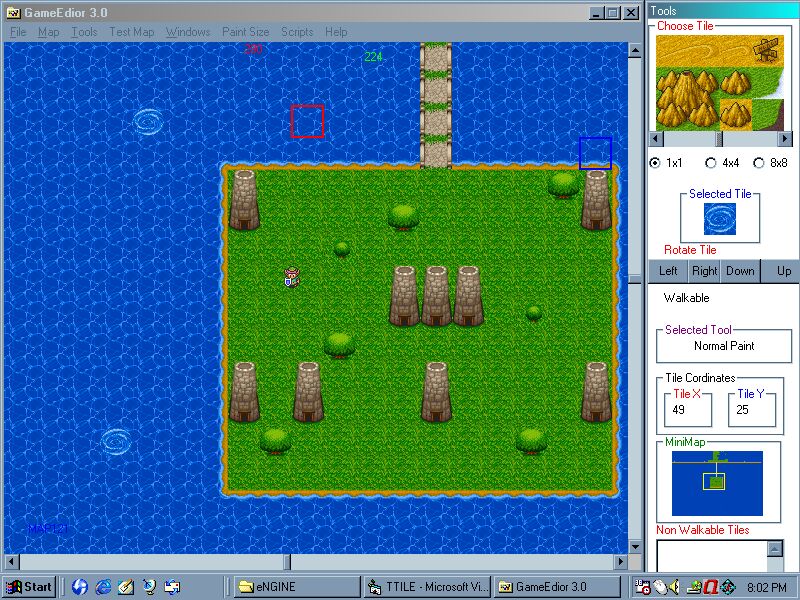 GameEdior 3.0
File Map Tools Test Map Windows Paint Size Scripts Help
224
MAP121
Tools
Choose Tile
1x1 4x4 8x8
Selected Tile
Rotate Tile
Left Right Down Up
Walkable
Selected Tool
Normal Paint
Tile Cordinates
Tile X Tile Y
49 25
MiniMap
Non Walkable Tiles
Start eNGINE TTILE - Microsoft Vi... GameEdior 3.0 8:02 PM